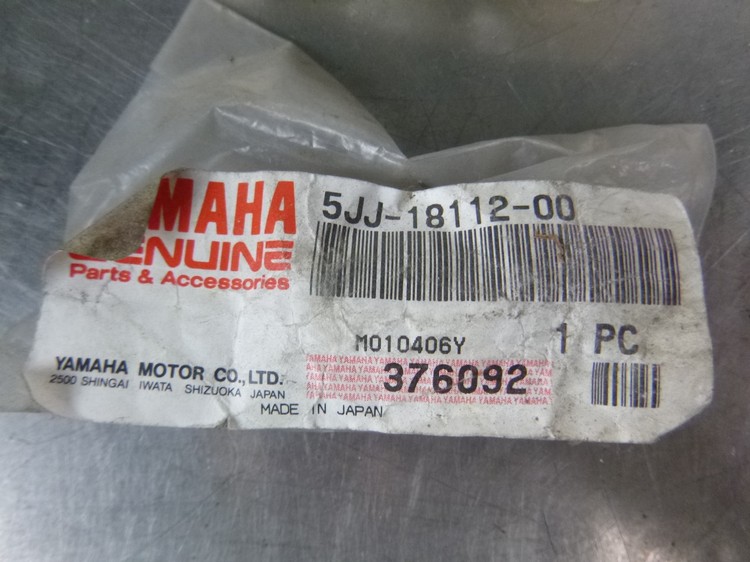 MAHA
GENUINE
Parts & Accessories
5JJ-18112-00
M010406Y
1 PC
YAMAHA MOTOR CO., LTD.
2500 SHINGAI IWATA SHIZUOKA JAPAN
376092
MADE IN JAPAN